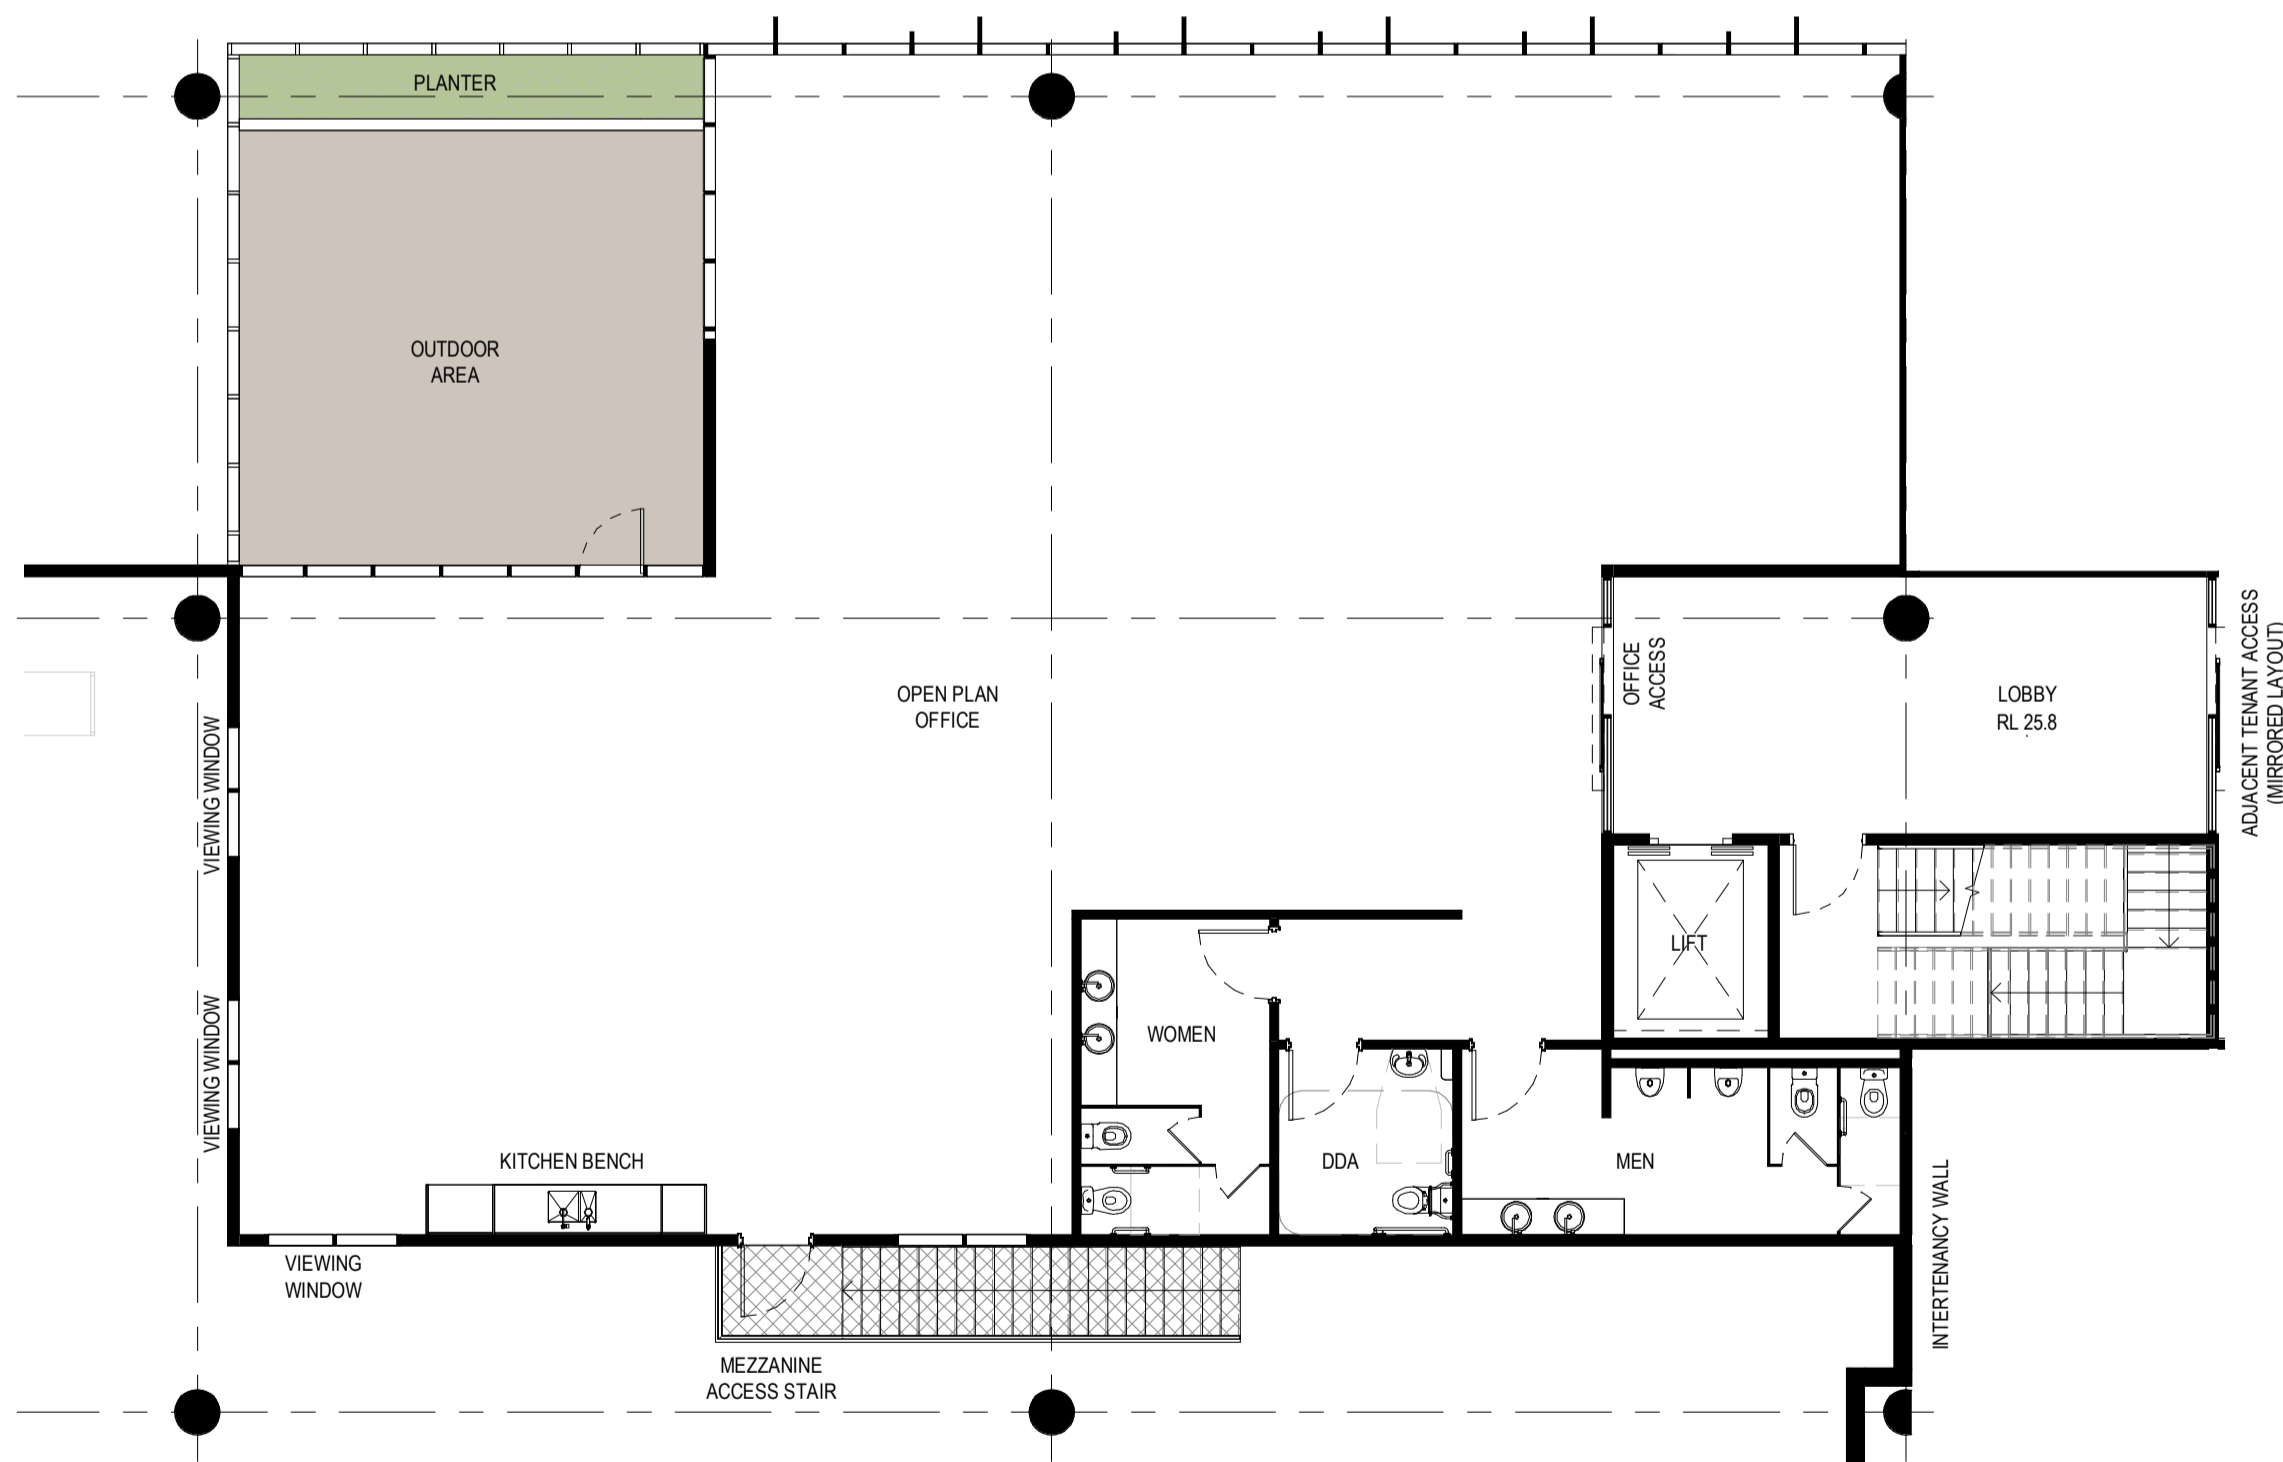 PLANTER
OUTDOOR
AREA
OPEN PLAN
OFFICE
OFFICE
ACCESS
LOBBY
RL 25.8
ADJACENT TENANT ACCESS
(MIRRORED LAYOUT)
VIEWING WINDOW
VIEWING WINDOW
LIFT
WOMEN
KITCHEN BENCH
DDA
MEN
INTERTENANCY WALL
VIEWING
WINDOW
MEZZANINE
ACCESS STAIR